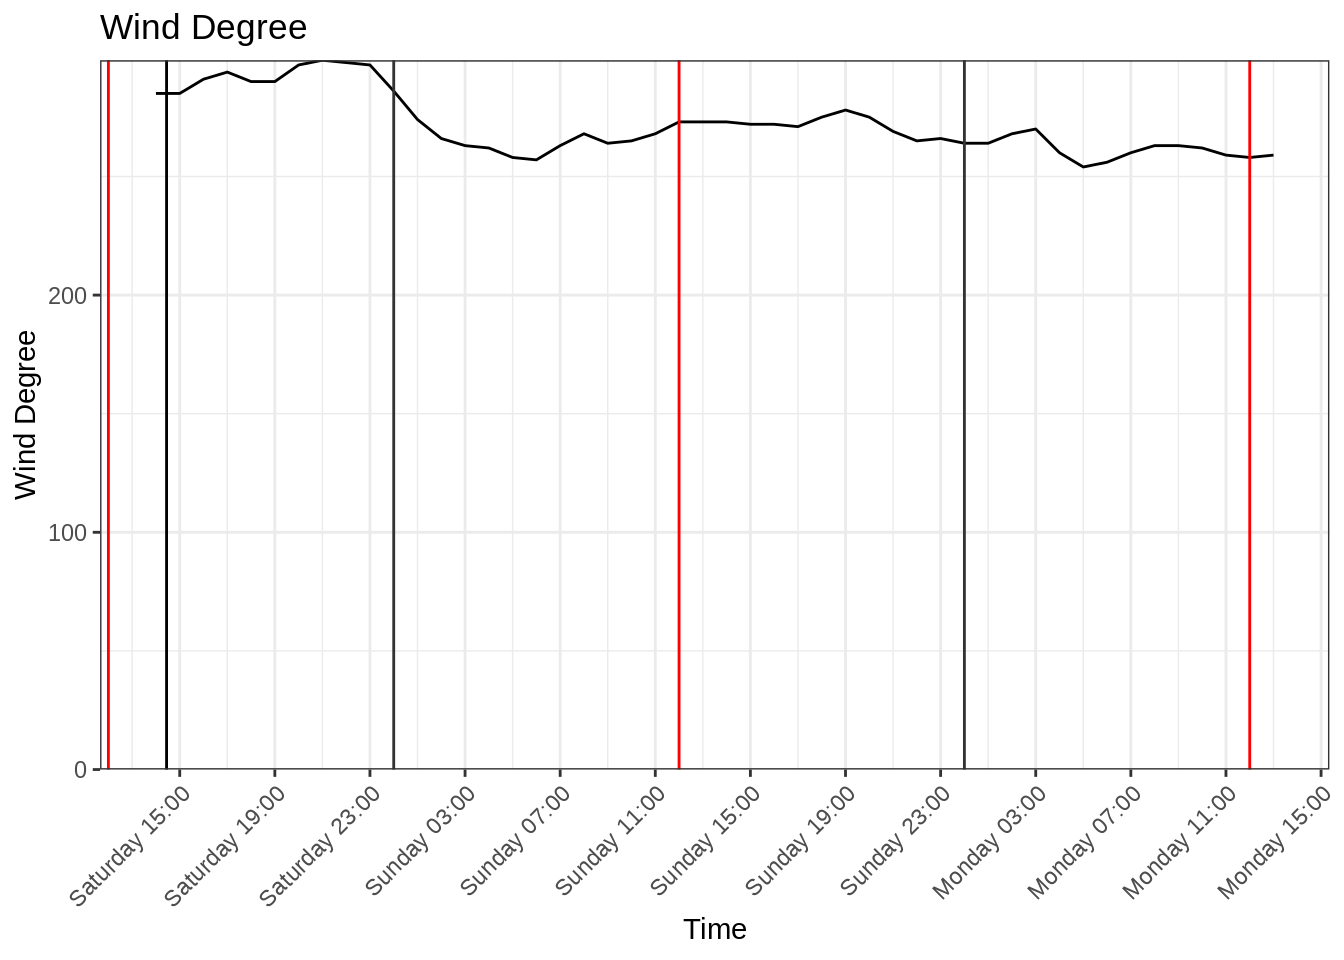 Wind Degree
Wind Degree
200
100
0
Saturday 15:00
Saturday 19:00
Saturday 23:00
Sunday 03:00
Sunday 07:00
Sunday 11:00
Sunday 15:00
Sunday 19:00
Sunday 23:00
Monday 03:00
Monday 07:00
Monday 11:00
Monday 15:00
Time